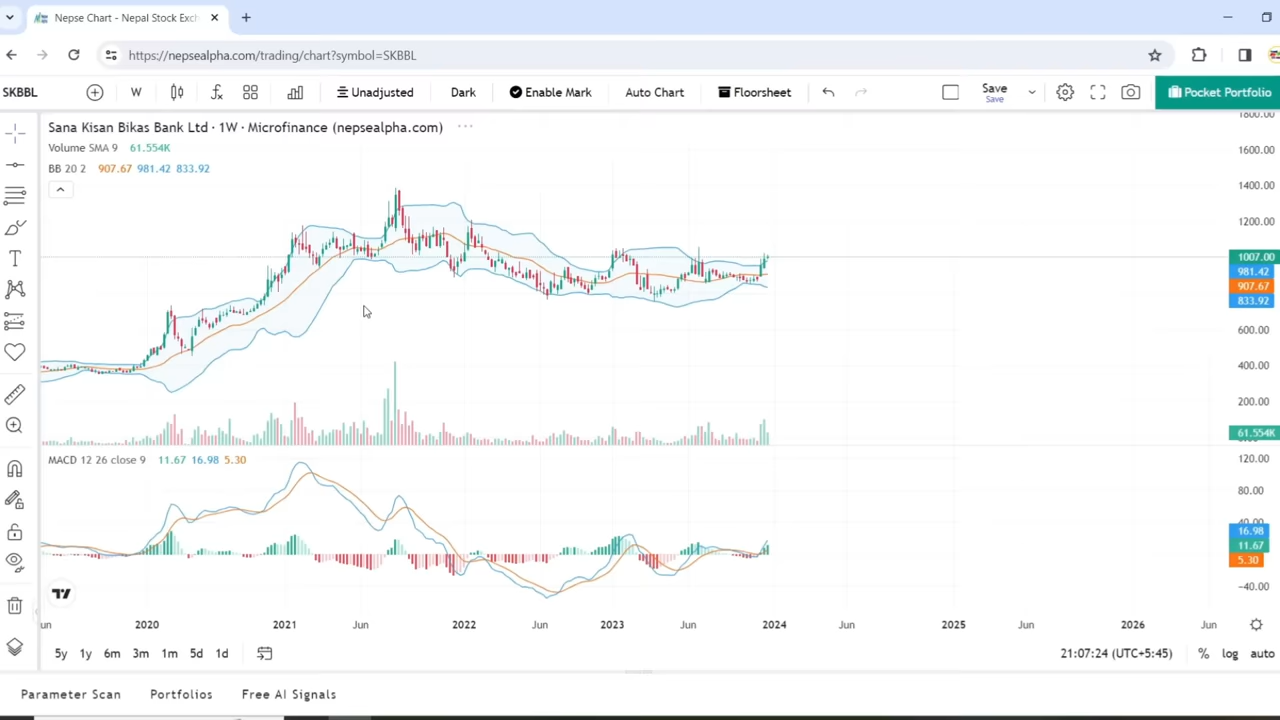 Nepse Chart - Nepal Stock Exch
https://nepsealpha.com/trading/chart?symbol=SKBBL
SKBBL W Unadjusted Dark Enable Mark Auto Chart Floorsheet Save Save Pocket Portfolio
Sana Kisan Bikas Bank Ltd · 1W · Microfinance (nepsealpha.com)
Volume SMA 9 61.554K
BB 20 2 907.67 981.42 833.92
1800.00
1600.00
1400.00
1200.00
1007.00
981.42
907.67
833.92
600.00
400.00
200.00
61.554K
MACD 12 26 close 9 11.67 16.98 5.30
120.00
80.00
40.00
16.98
11.67
5.30
−40.00
un 2020 2021 Jun 2022 Jun 2023 Jun 2024 Jun 2025 Jun 2026 Jun
5y 1y 6m 3m 1m 5d 1d 21:07:24 (UTC+5:45) % log auto
Parameter Scan Portfolios Free AI Signals